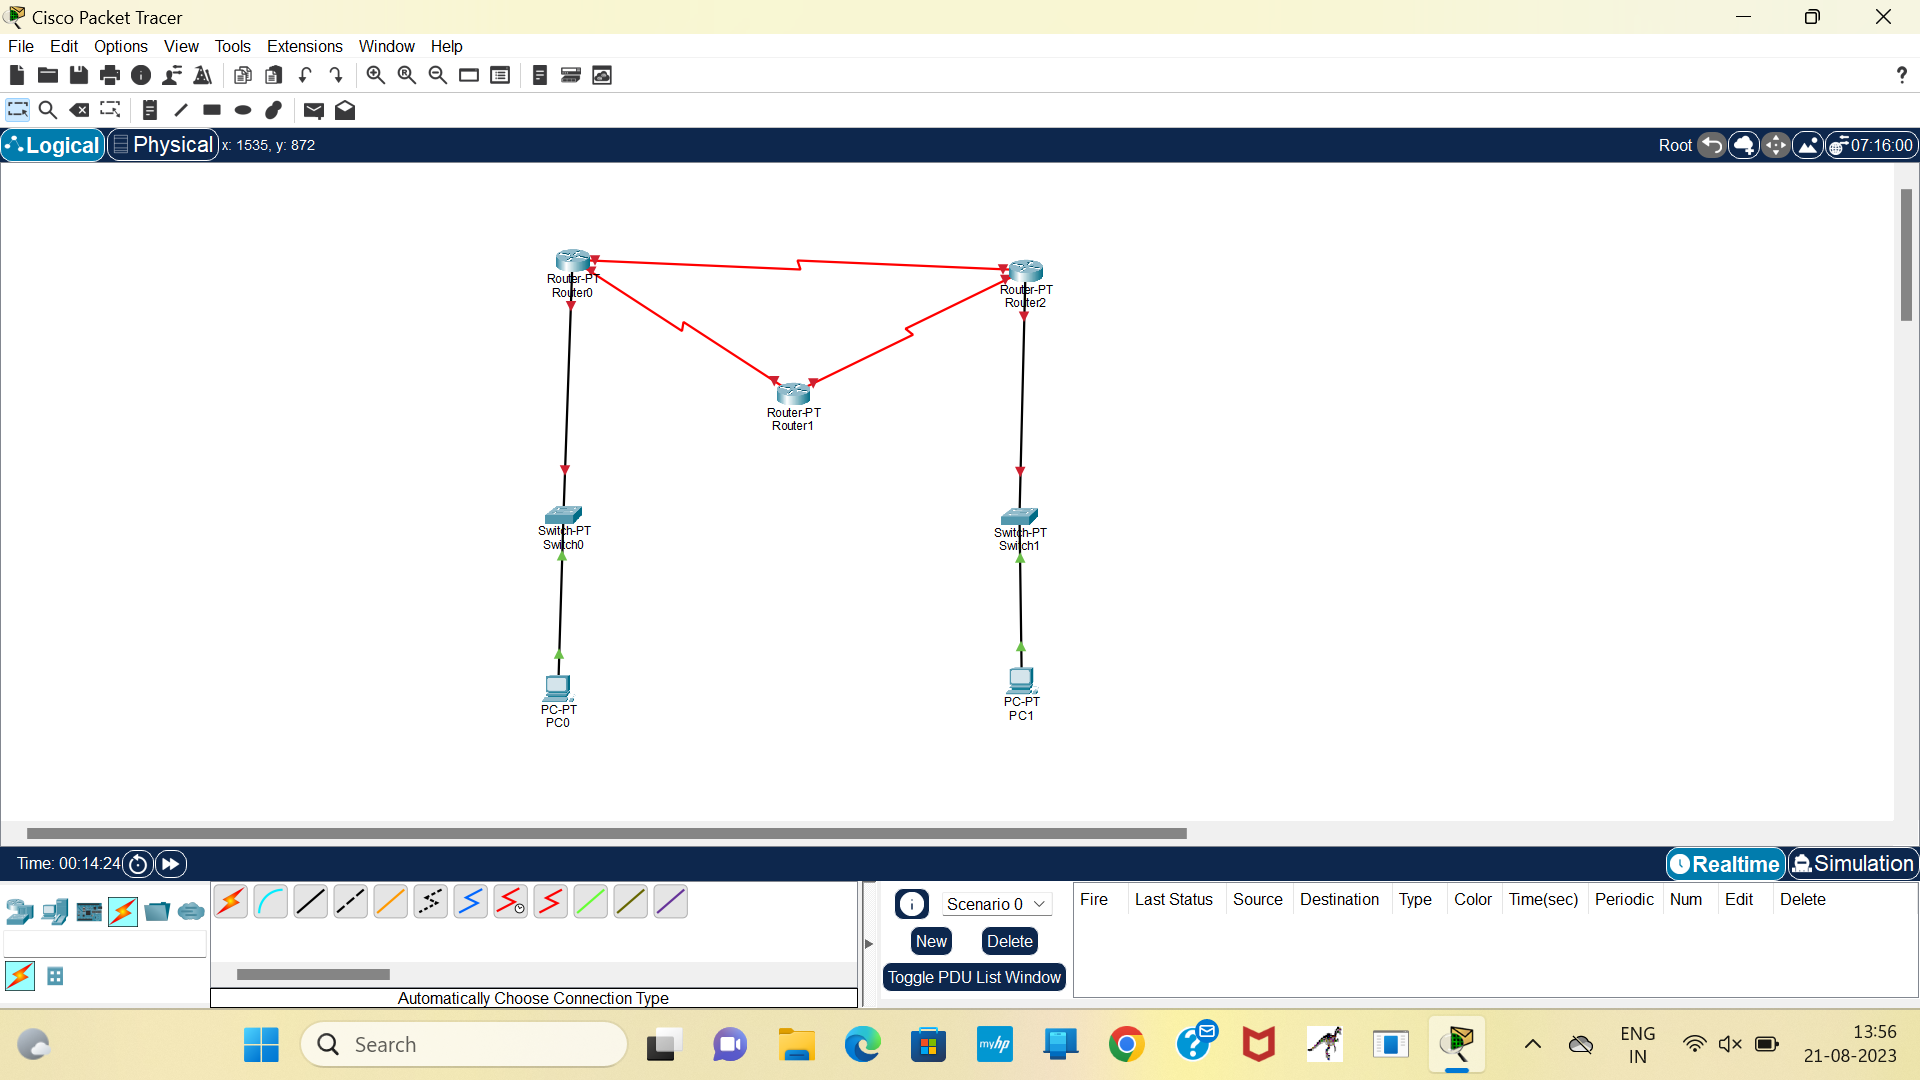 Cisco Packet Tracer
File Edit Options View Tools Extensions Window Help
?
Logical Physical x: 1535, y: 872 Root 07:16:00
Router-PT
Router0
Router-PT
Router2
Router-PT
Router1
Switch-PT
Switch0
Switch-PT
Switch1
PC-PT
PC0
PC-PT
PC1
Time: 00:14:24 Realtime Simulation
Scenario 0
New Delete
Toggle PDU List Window
Fire Last Status Source Destination Type Color Time(sec) Periodic Num Edit Delete
Automatically Choose Connection Type
Search
myhp
ENG
IN
13:56
21-08-2023